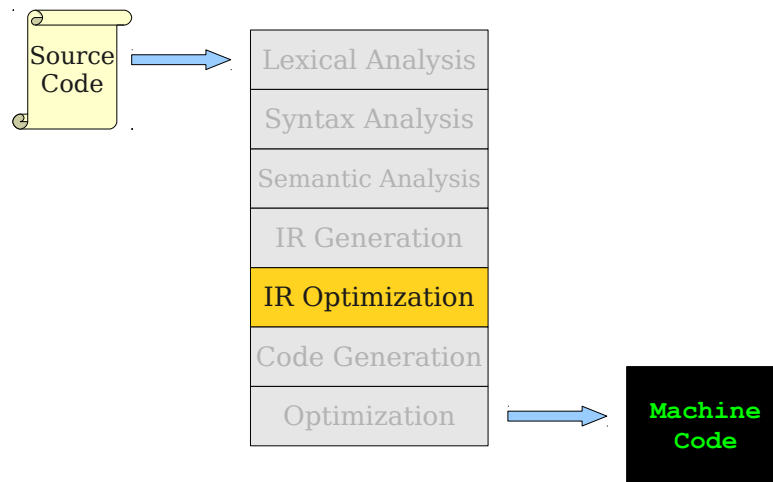 Source
Code
Lexical Analysis
Syntax Analysis
Semantic Analysis
IR Generation
IR Optimization
Code Generation
Optimization
Machine
Code